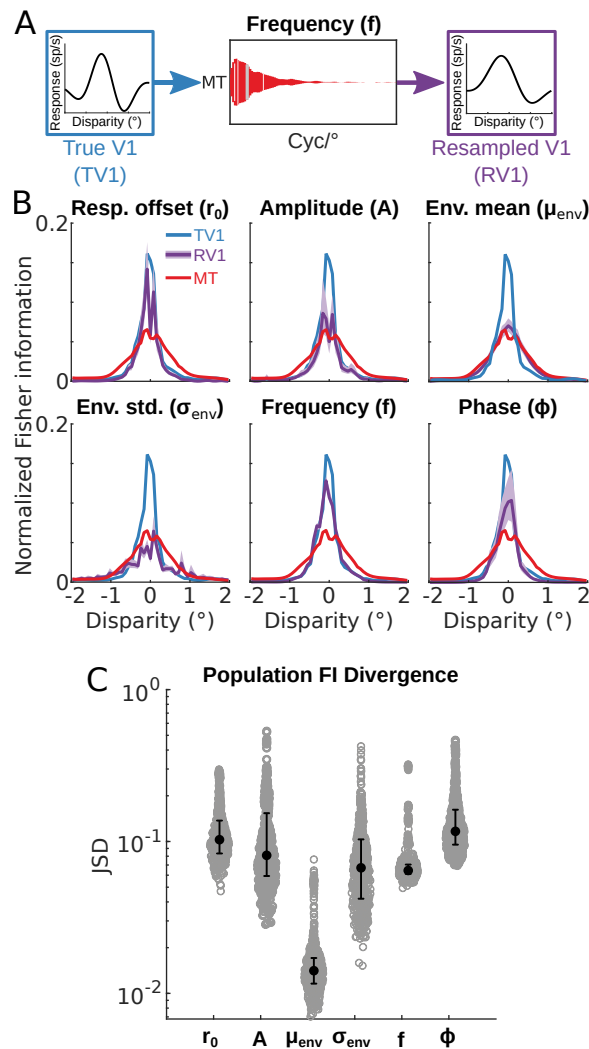 A
Frequency (f)
Response (sp/s)
Disparity (°)
True V1
(TV1)
MT
Cyc/°
Response (sp/s)
Disparity (°)
Resampled V1
(RV1)
B
Resp. offset (r₀)
Amplitude (A)
Env. mean (μenv)
0.2
TV1
RV1
MT
0
Normalized Fisher information
Env. std. (σenv)
Frequency (f)
Phase (ϕ)
0.2
0
-2 -1 0 1 2
-2 -1 0 1 2
-2 -1 0 1 2
Disparity (°)
Disparity (°)
Disparity (°)
C
Population FI Divergence
10⁰
10⁻¹
10⁻²
JSD
r₀ A μenv σenv f ϕ